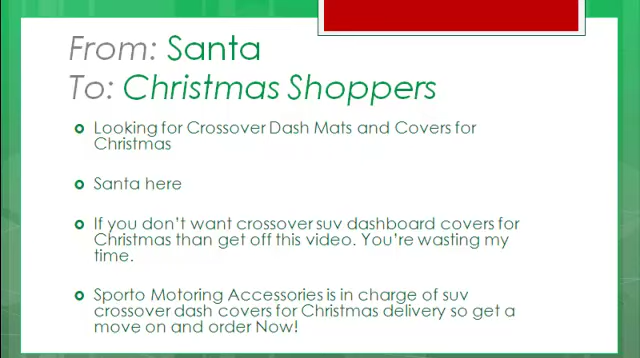 From: Santa
To: Christmas Shoppers
Looking for Crossover Dash Mats and Covers for
Christmas
Santa here
If you don't want crossover suv dashboard covers for
Christmas than get off this video. You're wasting my
time.
Sporto Motoring Accessories is in charge of suv
crossover dash covers for Christmas delivery so get a
move on and order Now!